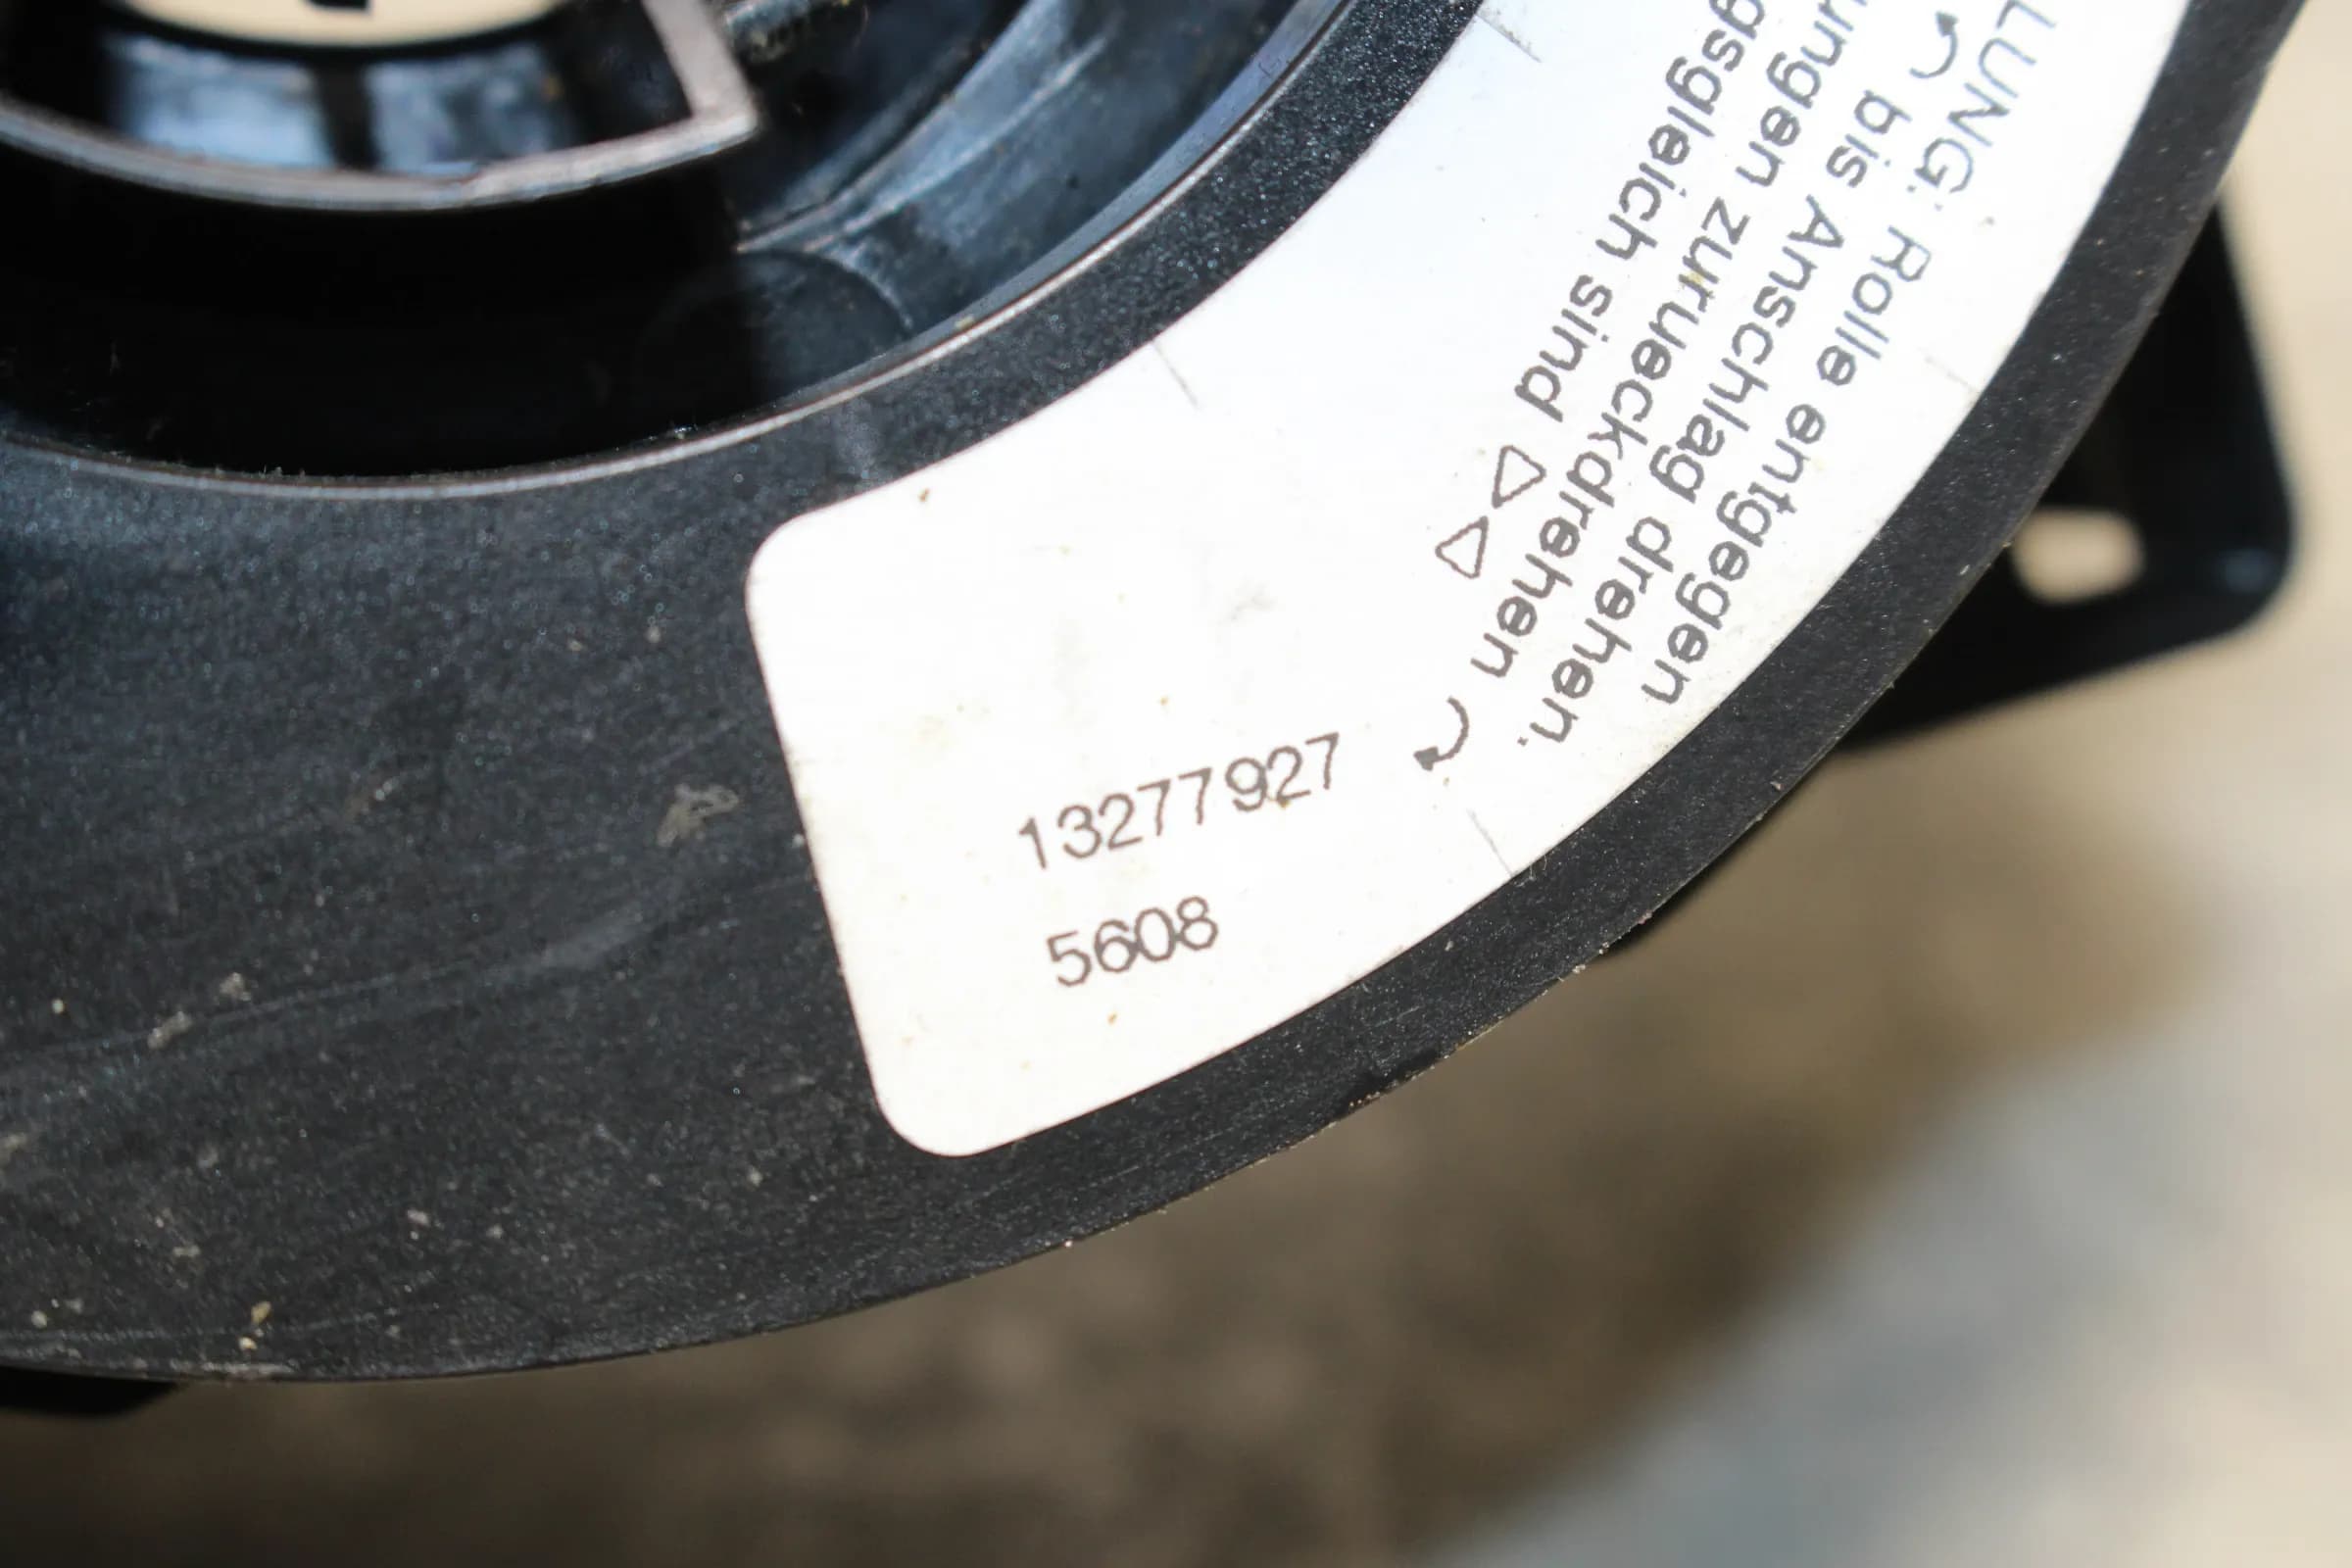 LUNG: Rolle entgegen
bis Anschlag drehen.
ungen zurueckdrehen
gsgleich sind
13277927
5608